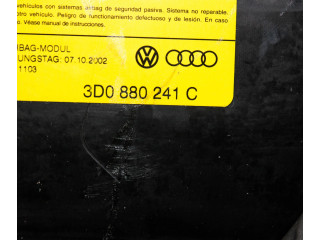 vehículos con sistemas airbag de seguridad pasiva. Sistema no reparable.
otro vehículo. Peligro de funcionamiento defectuoso y de lesión. En caso
Véase manual de instrucciones.
BAG-MODUL
UNGSTAG: 07.10.2002
1103
3D0 880 241 C